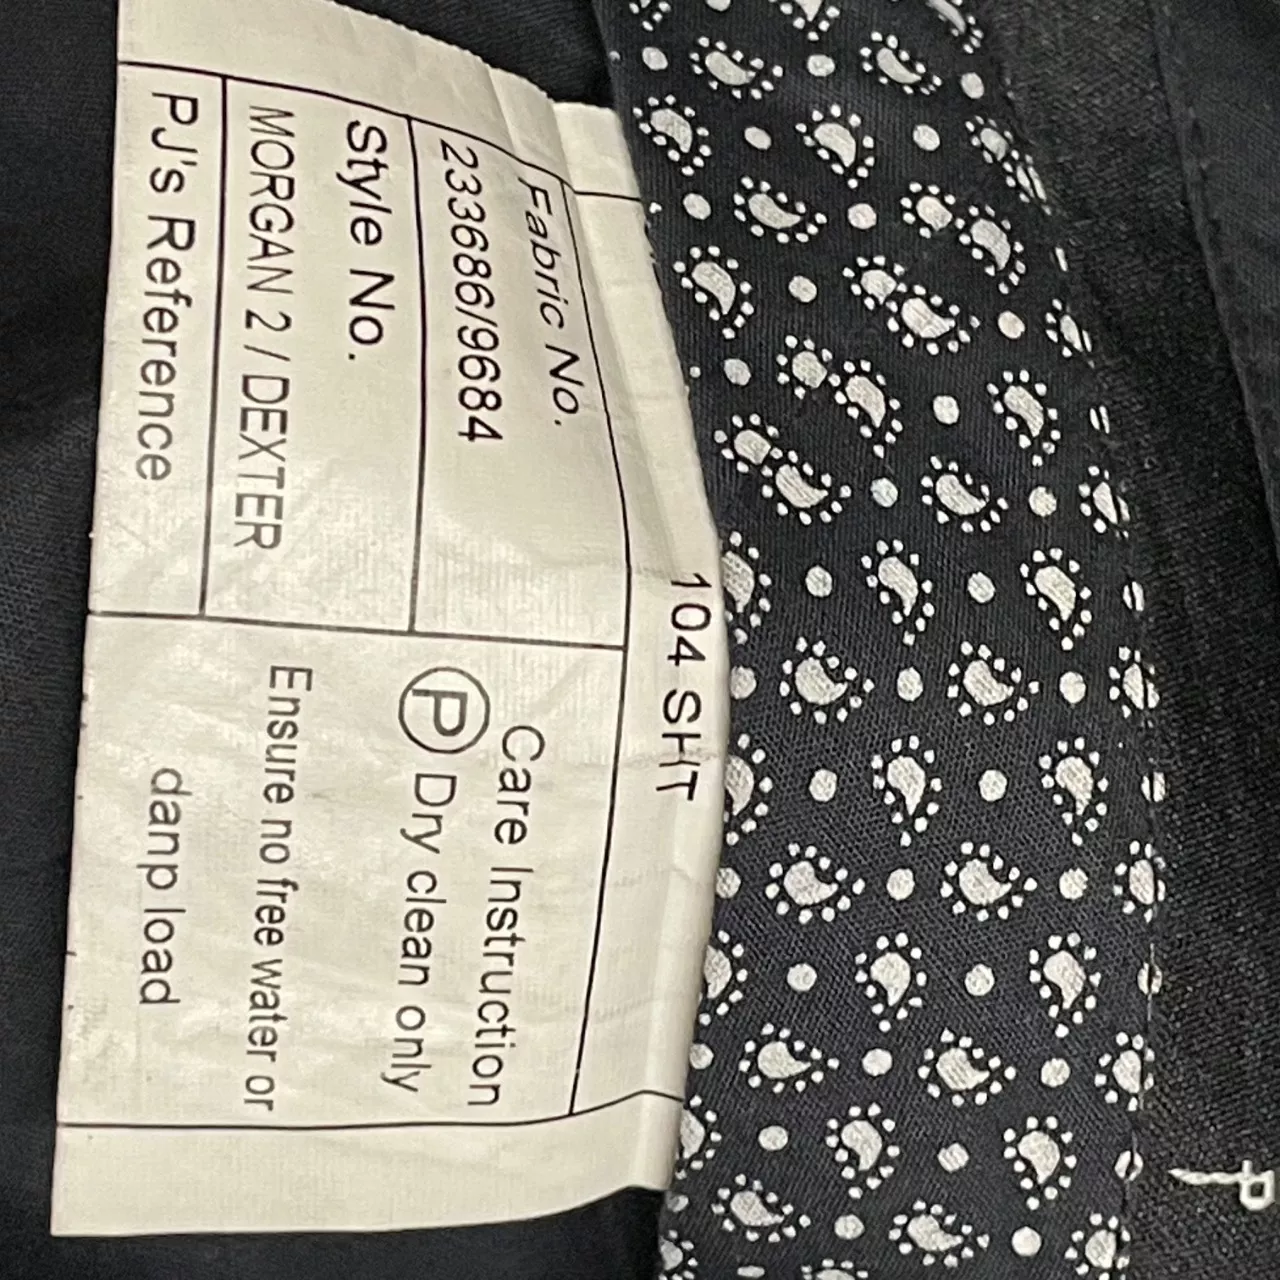 104 SHT
Fabric No.
233686/9684
Style No.
MORGAN 2 / DEXTER
PJ's Reference
Care Instruction
P Dry clean only
Ensure no free water or
danp load